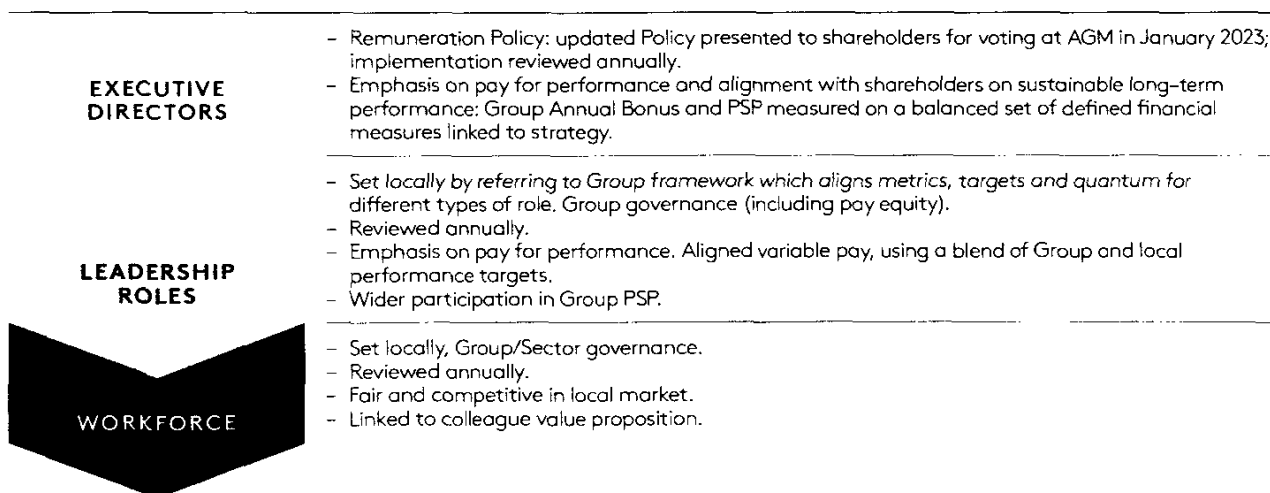 EXECUTIVE
DIRECTORS
– Remuneration Policy: updated Policy presented to shareholders for voting at AGM in January 2023;
implementation reviewed annually.
– Emphasis on pay for performance and alignment with shareholders on sustainable long-term
performance: Group Annual Bonus and PSP measured on a balanced set of defined financial
measures linked to strategy.
LEADERSHIP
ROLES
– Set locally by referring to Group framework which aligns metrics, targets and quantum for
different types of role. Group governance (including pay equity).
– Reviewed annually.
– Emphasis on pay for performance. Aligned variable pay, using a blend of Group and local
performance targets.
– Wider participation in Group PSP.
WORKFORCE
– Set locally, Group/Sector governance.
– Reviewed annually.
– Fair and competitive in local market.
– Linked to colleague value proposition.